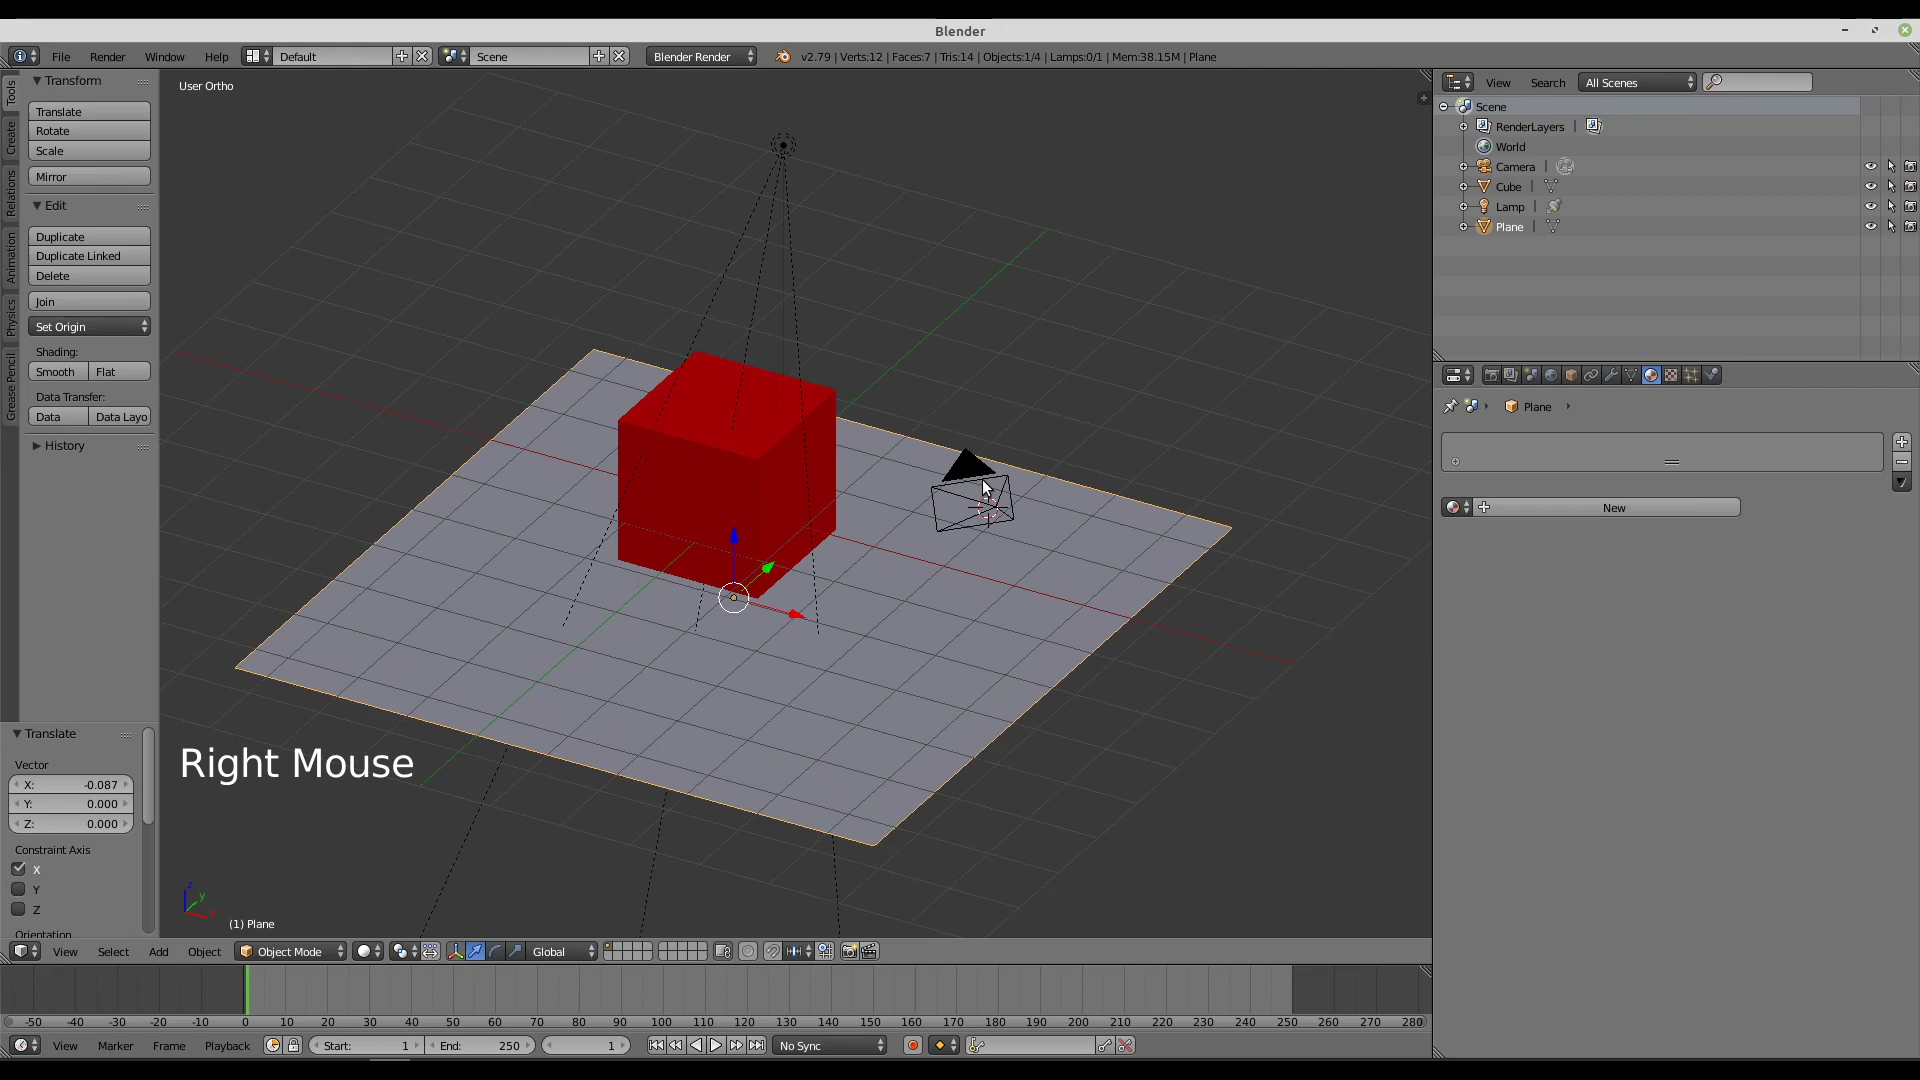 Blender
File Render Window Help Default Scene Blender Render v2.79 | Verts:12 | Faces:7 | Tris:14 | Objects:1/4 | Lamps:0/1 | Mem:38.15M | Plane
Tools
Create
Relations
Animation
Physics
Grease Pencil
Transform
Translate
Rotate
Scale
Mirror
Edit
Duplicate
Duplicate Linked
Delete
Join
Set Origin
Shading:
Smooth Flat
Data Transfer:
Data Data Layo
History
Translate
Vector
X: -0.087
Y: 0.000
Z: 0.000
Constraint Axis
X
Y
Z
Orientation
User Ortho
Right Mouse
z
y
x
(1) Plane
View Select Add Object Object Mode Global
-50 -40 -30 -20 -10 0 10 20 30 40 50 60 70 80 90 100 110 120 130 140 150 160 170 180 190 200 210 220 230 240 250 260 270 280
View Marker Frame Playback Start: 1 End: 250 1 No Sync
View Search All Scenes
Scene
RenderLayers |
World
Camera |
Cube |
Lamp |
Plane |
Plane
New